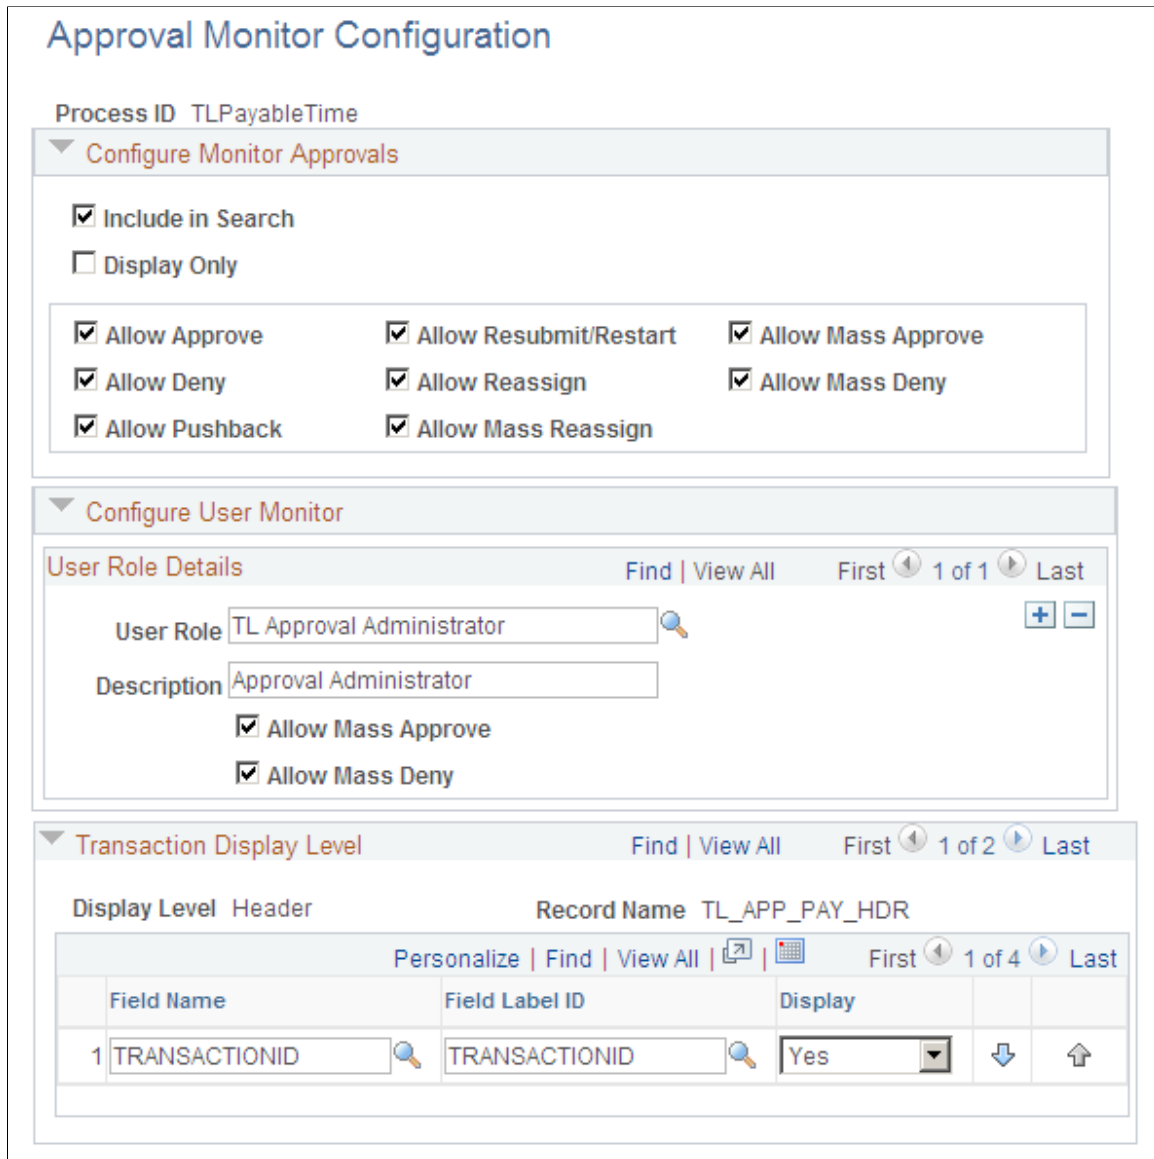 Approval Monitor Configuration
Process ID TLPayableTime
Configure Monitor Approvals
Include in Search
Display Only
Allow Approve Allow Resubmit/Restart Allow Mass Approve
Allow Deny Allow Reassign Allow Mass Deny
Allow Pushback Allow Mass Reassign
Configure User Monitor
User Role Details Find | View All First 1 of 1 Last
User Role TL Approval Administrator
Description Approval Administrator
Allow Mass Approve
Allow Mass Deny
Transaction Display Level Find | View All First 1 of 2 Last
Display Level Header Record Name TL_APP_PAY_HDR
Personalize | Find | View All | | First 1 of 4 Last
Field Name Field Label ID Display
1 TRANSACTIONID TRANSACTIONID Yes